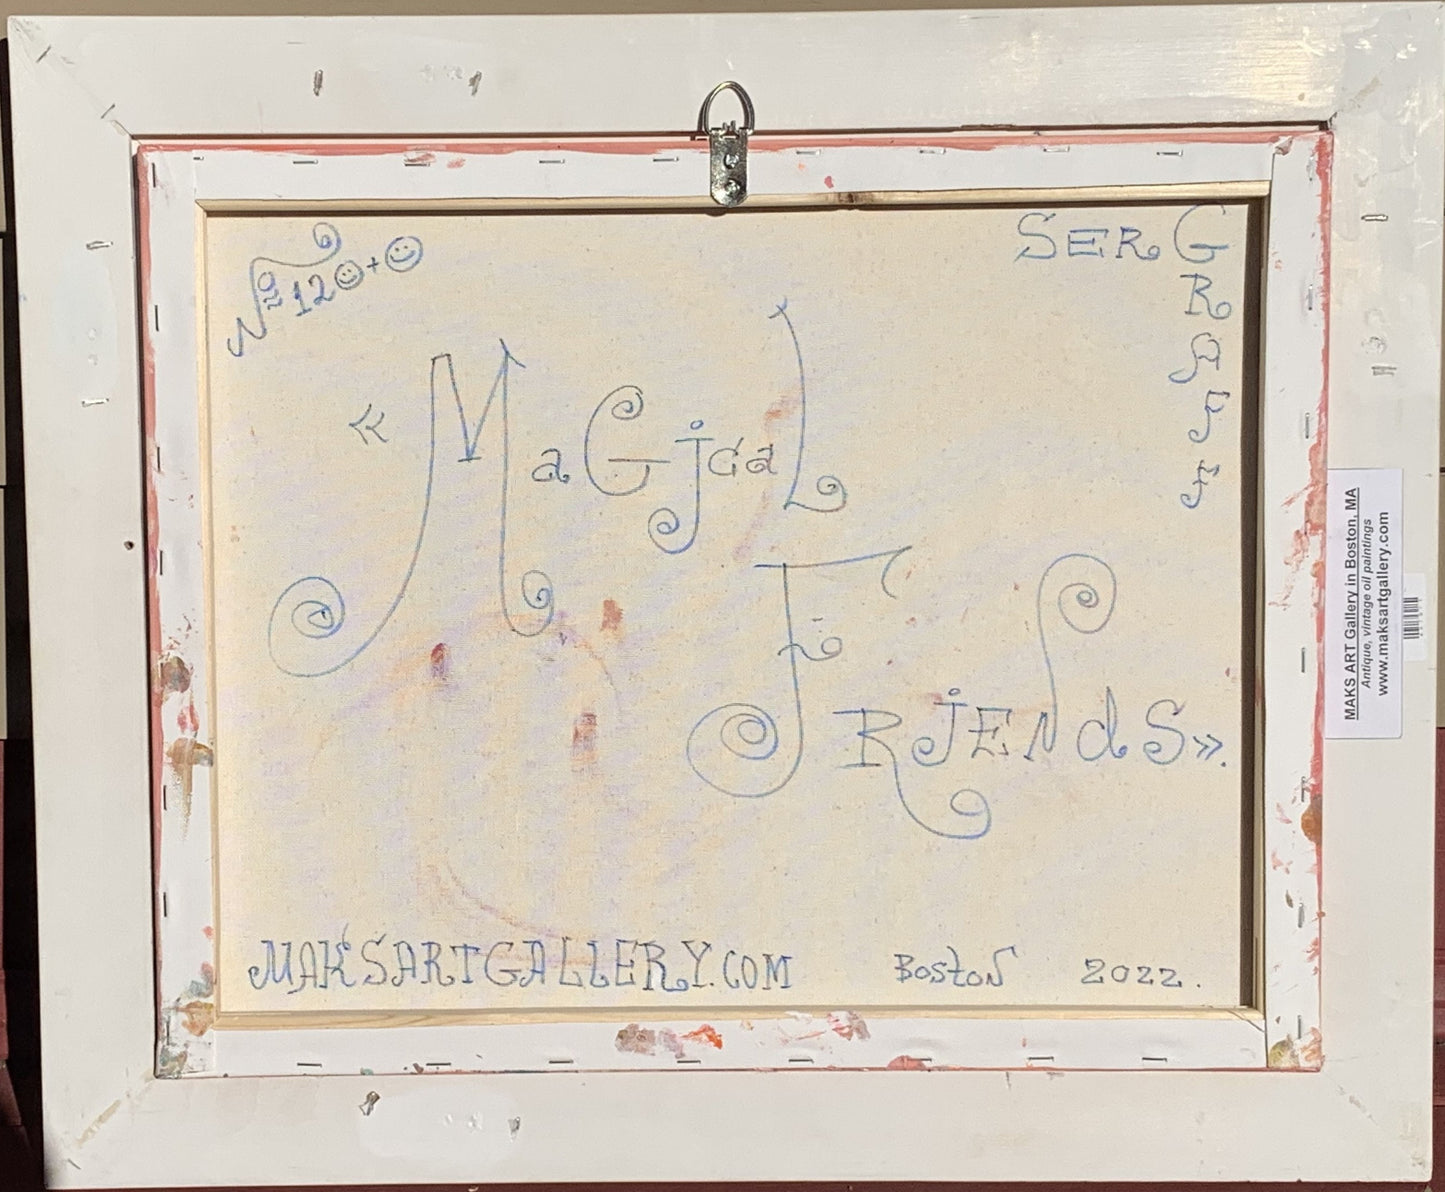 №12☺+☺
SERG
« MaGjcaL
FRjENdS».
MAKSARTGALLERY.COM
BostoN 2022.
MAKS ART Gallery in Boston, MA
Antique, vintage oil paintings
www.maksartgallery.com